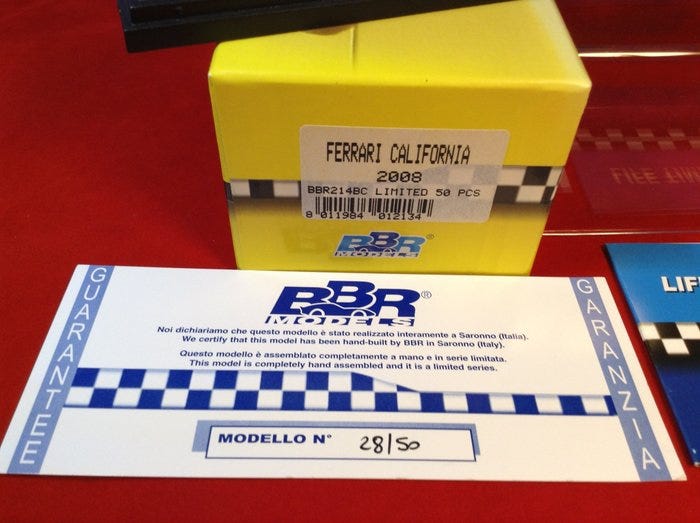 FERRARI CALIFORNIA
2008
BBR214BC LIMITED 50 PCS
8 011984 012134
BBR®
MODELS
LIF
GUARANTEE
BBR®
MODELS
Noi dichiariamo che questo modello è stato realizzato interamente a Saronno (Italia).
We certify that this model has been hand-built by BBR in Saronno (Italy).
Questo modello è assemblato completamente a mano e in serie limitata.
This model is completely hand assembled and it is a limited series.
MODELLO N° 28/50
GARANZIA